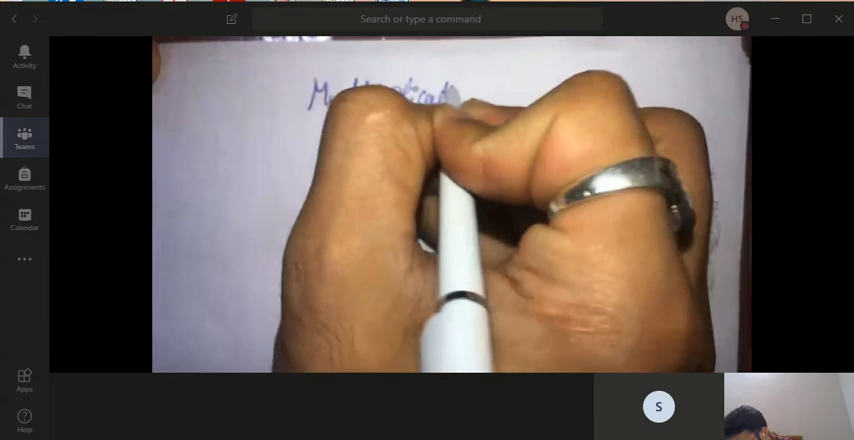 Search or type a command
HS
Activity
Chat
Teams
Assignments
Calendar
Apps
Help
S